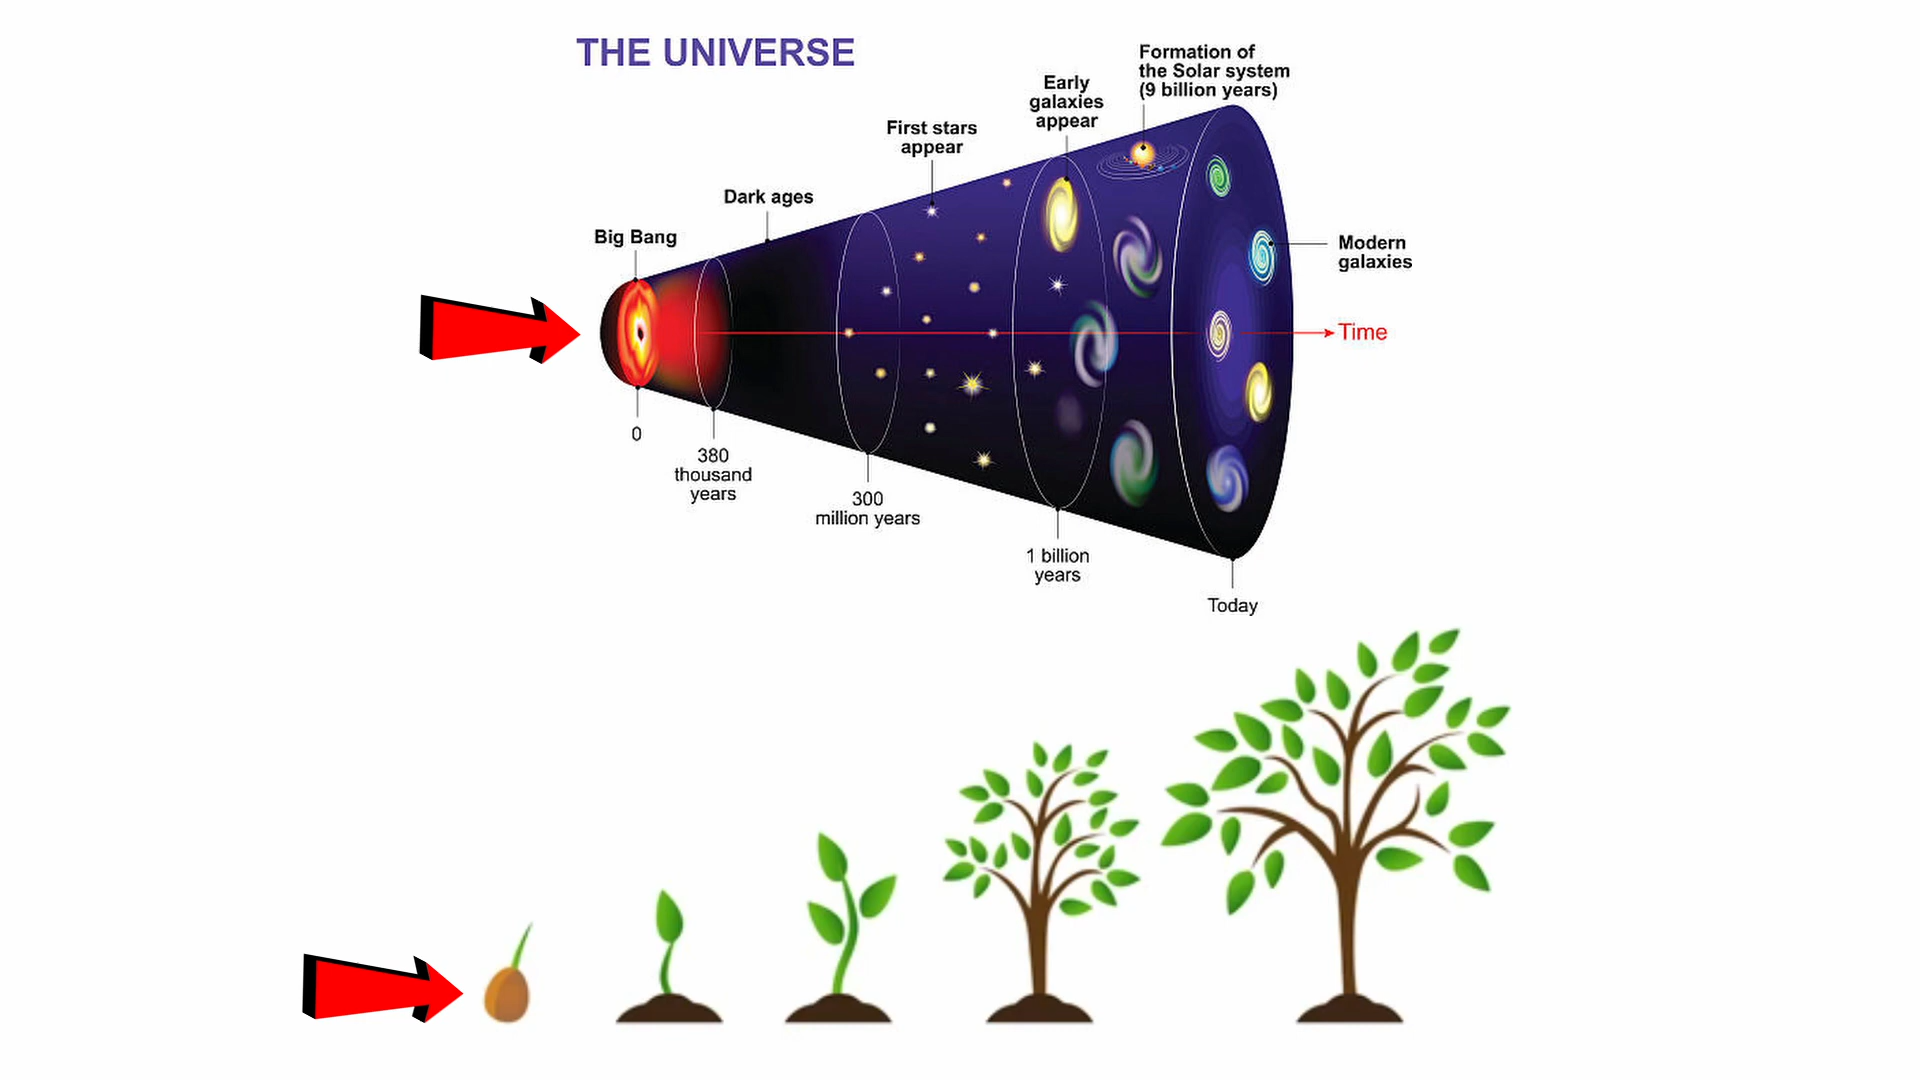 THE UNIVERSE
Formation of
the Solar system
(9 billion years)
Early
galaxies
appear
First stars
appear
Dark ages
Big Bang
Modern
galaxies
Time
0
380
thousand
years
300
million years
1 billion
years
Today